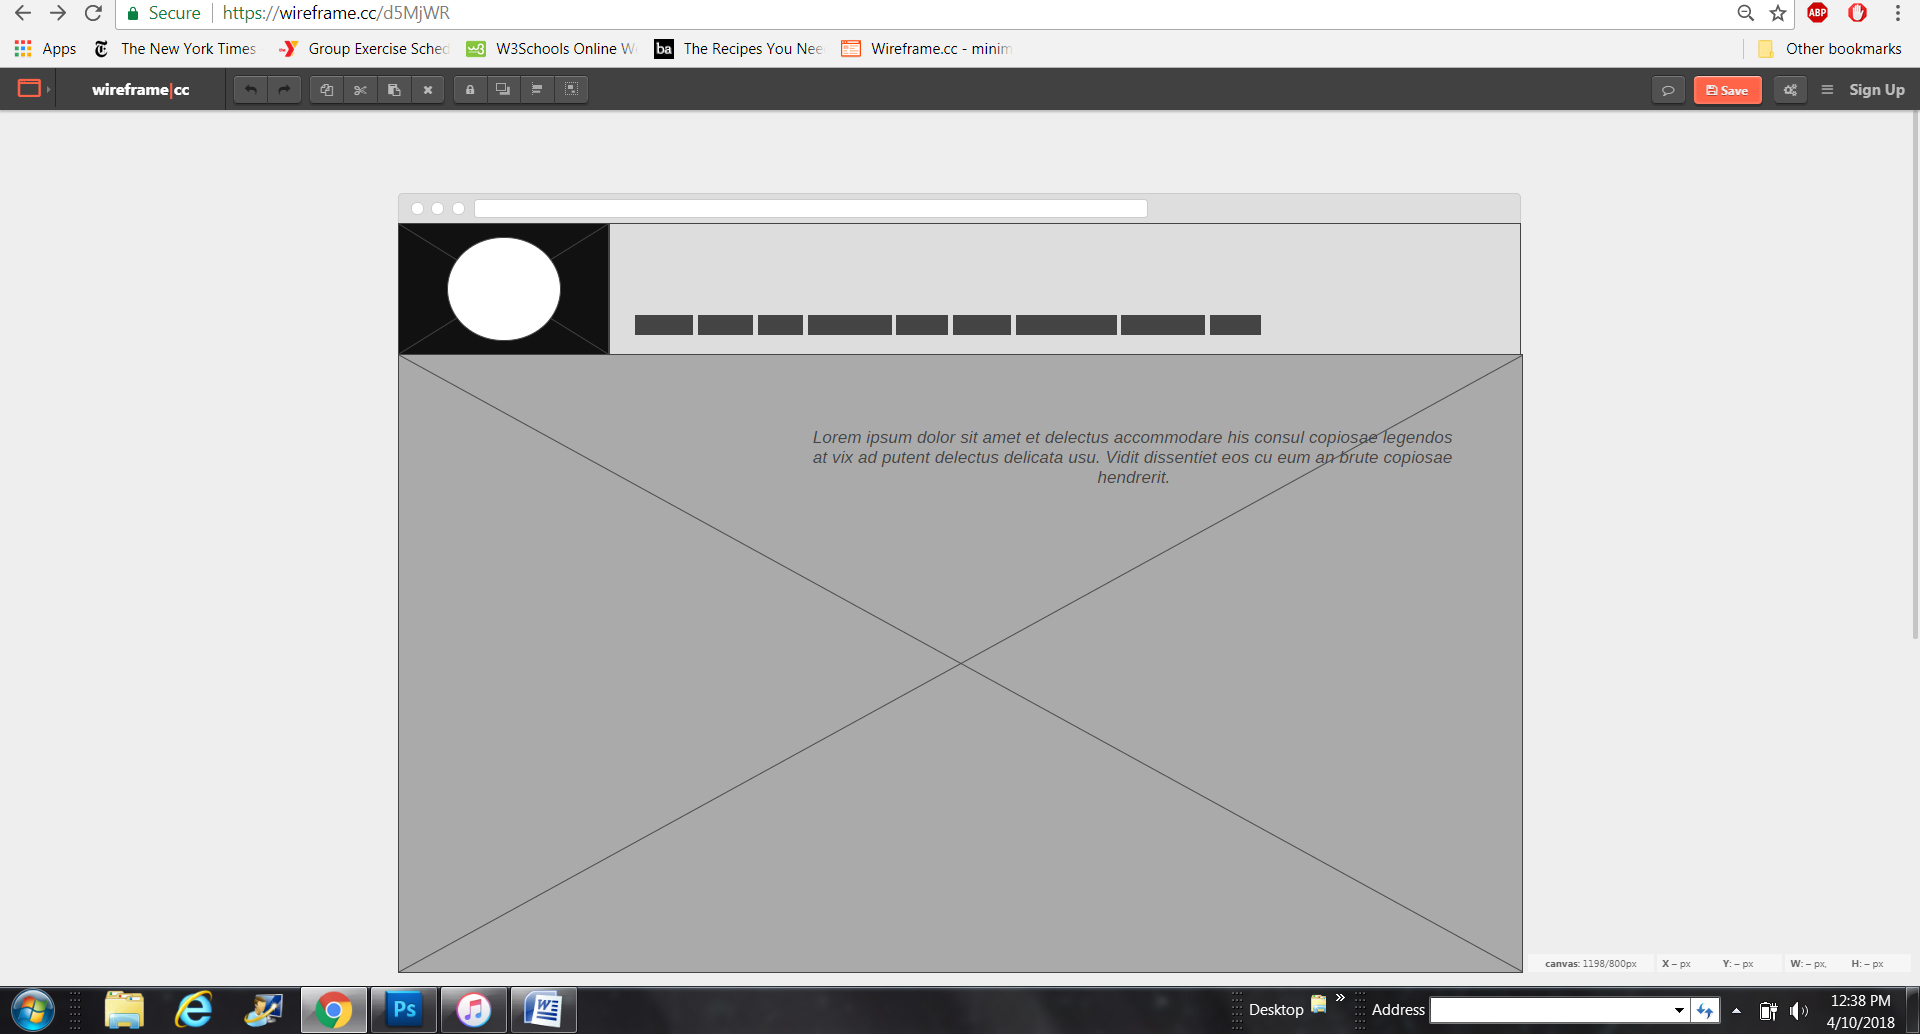 Secure | https://wireframe.cc/d5MjWR
ABP
Apps The New York Times Group Exercise Sched W3Schools Online W ba The Recipes You Nee Wireframe.cc - minim Other bookmarks
wireframe|cc Save Sign Up
Lorem ipsum dolor sit amet et delectus accommodare his consul copiosae legendos
at vix ad putent delectus delicata usu. Vidit dissentiet eos cu eum an brute copiosae
hendrerit.
canvas: 1198/800px X – px Y: – px W: – px, H: – px
Ps Desktop » Address 12:38 PM
4/10/2018